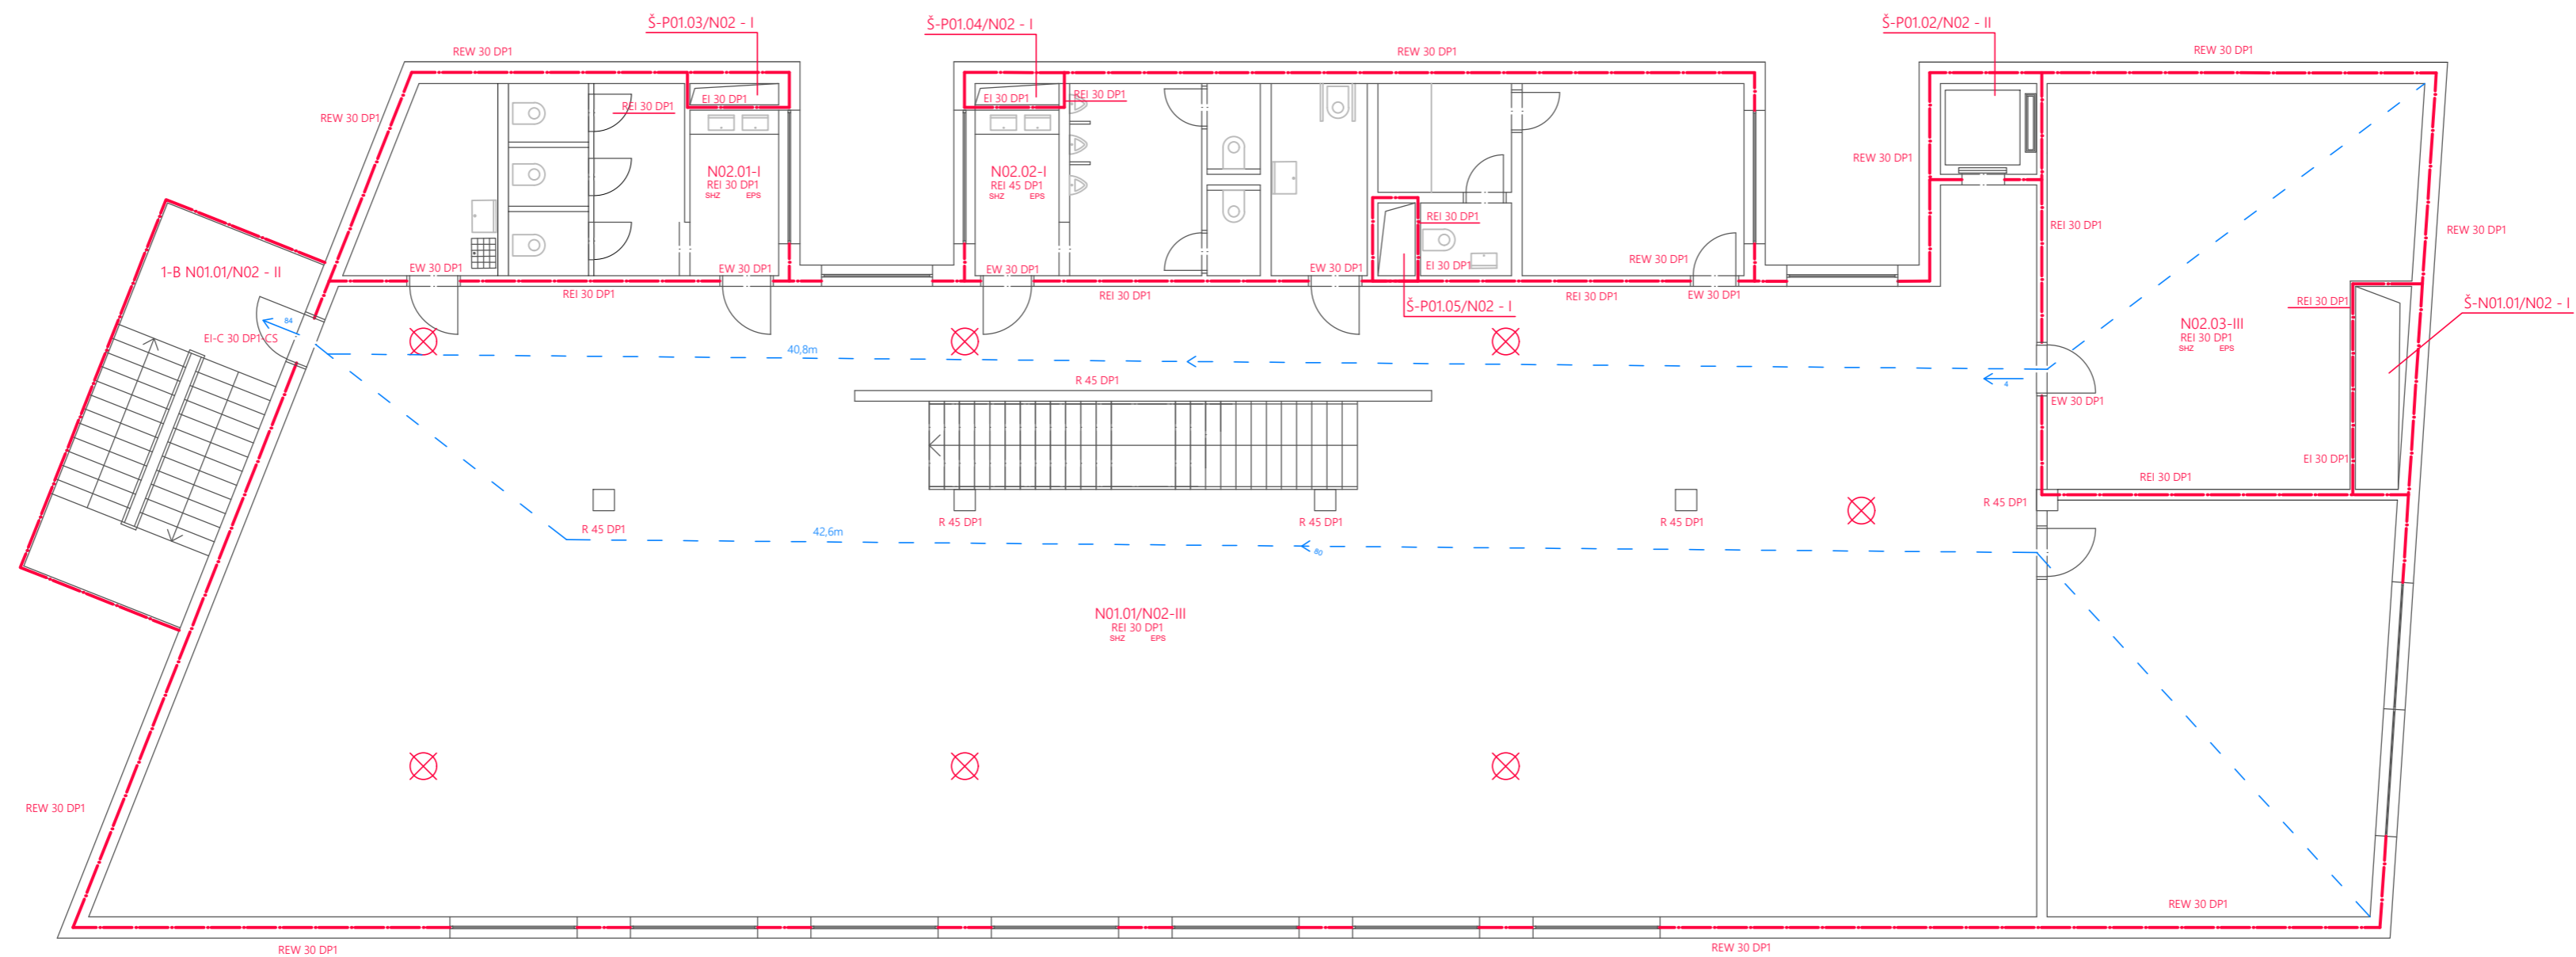 Š-P01.03/N02 - I
Š-P01.04/N02 - I
Š-P01.02/N02 - II
REW 30 DP1
REW 30 DP1
REW 30 DP1
EI 30 DP1
REI 30 DP1
EI 30 DP1
REI 30 DP1
REW 30 DP1
REW 30 DP1
N02.01-I
REI 30 DP1
SHZ EPS
N02.02-I
REI 45 DP1
SHZ EPS
REI 30 DP1
REI 30 DP1
REW 30 DP1
1-B N01.01/N02 - II
EW 30 DP1
EW 30 DP1
EW 30 DP1
EW 30 DP1
EI 30 DP1
REW 30 DP1
REI 30 DP1
REI 30 DP1
REI 30 DP1
EW 30 DP1
Š-P01.05/N02 - I
REI 30 DP1
Š-N01.01/N02 - I
84
EI-C 30 DP1-CS
N02.03-III
REI 30 DP1
SHZ EPS
40,8m
R 45 DP1
4
EW 30 DP1
EI 30 DP1
REI 30 DP1
R 45 DP1
R 45 DP1
R 45 DP1
R 45 DP1
R 45 DP1
42,6m
80
N01.01/N02-III
REI 30 DP1
SHZ EPS
REW 30 DP1
REW 30 DP1
REW 30 DP1
REW 30 DP1